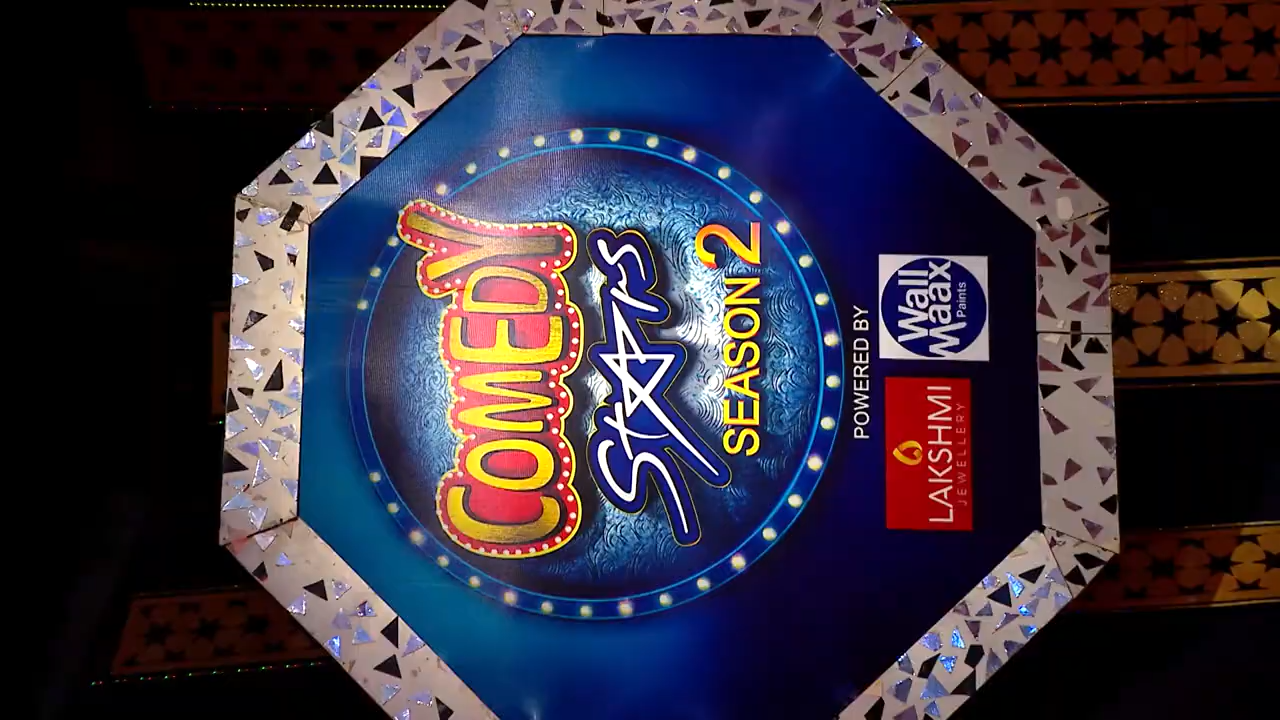 COMEDY
STARS
SEASON 2
POWERED BY
LAKSHMI
JEWELLERY
Wall
Maax
Paints